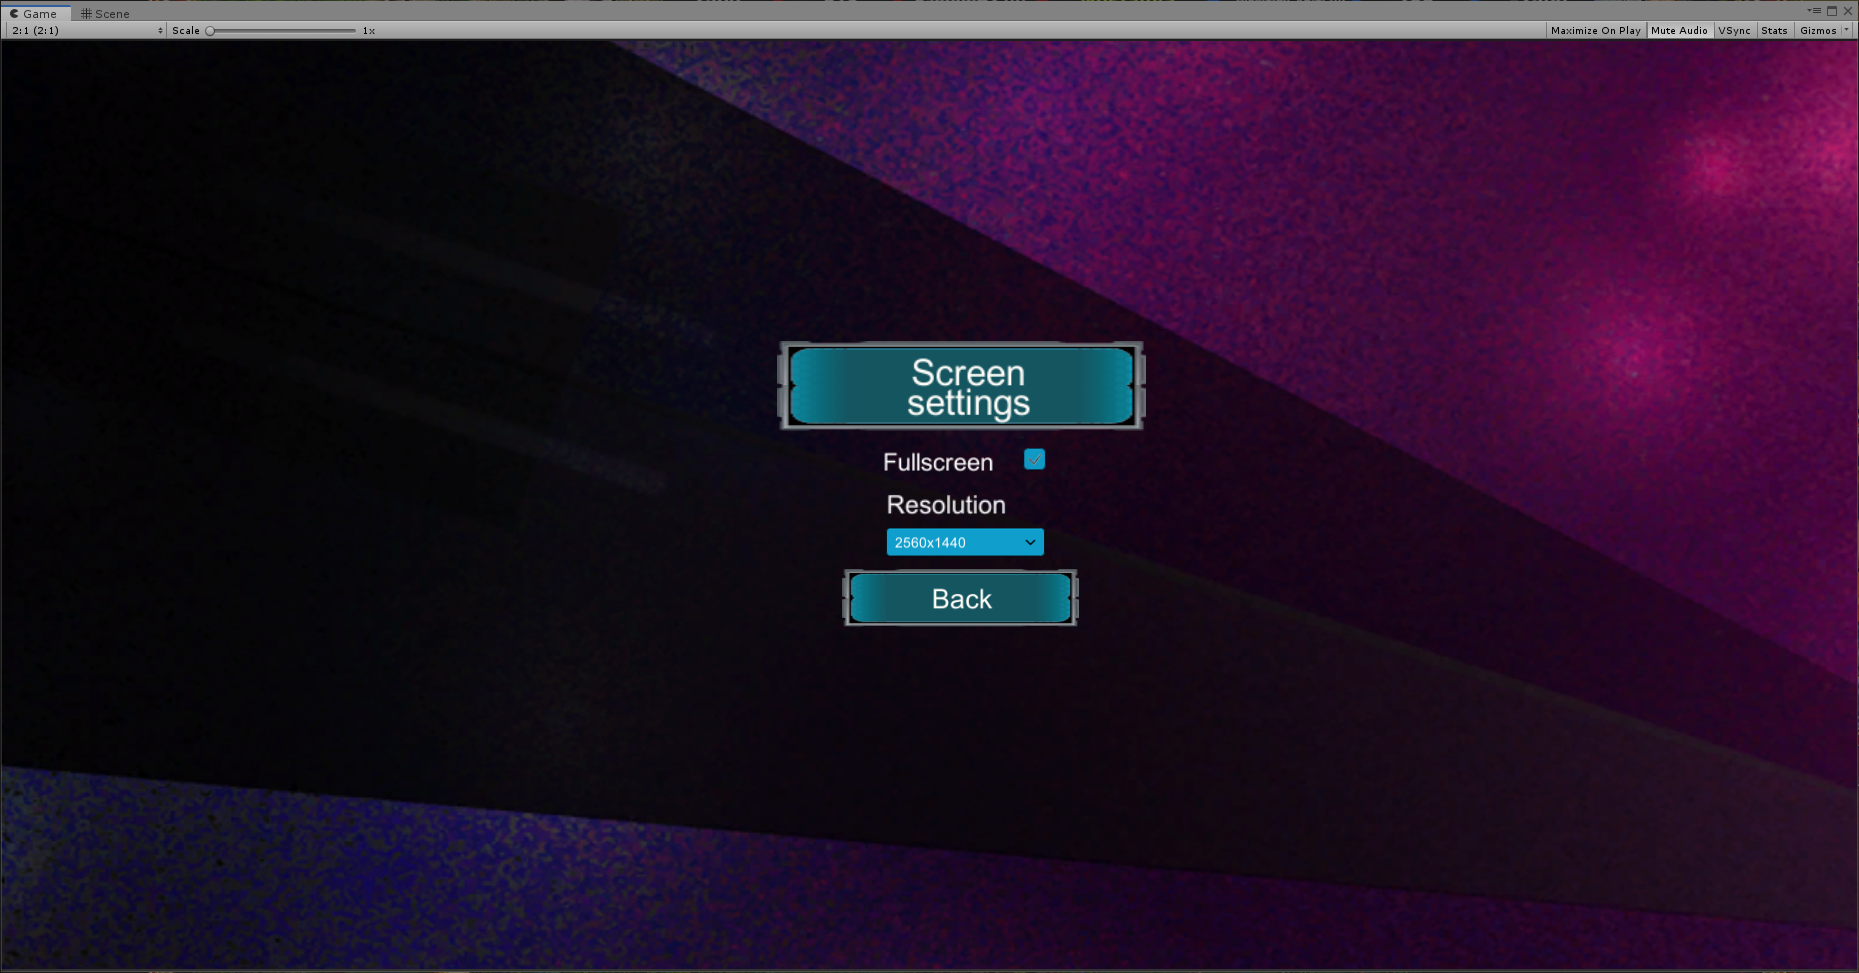 Game
Scene
2:1 (2:1)
Scale
1x
Maximize On Play
Mute Audio
VSync
Stats
Gizmos
Screen
settings
Fullscreen
Resolution
2560x1440
Back